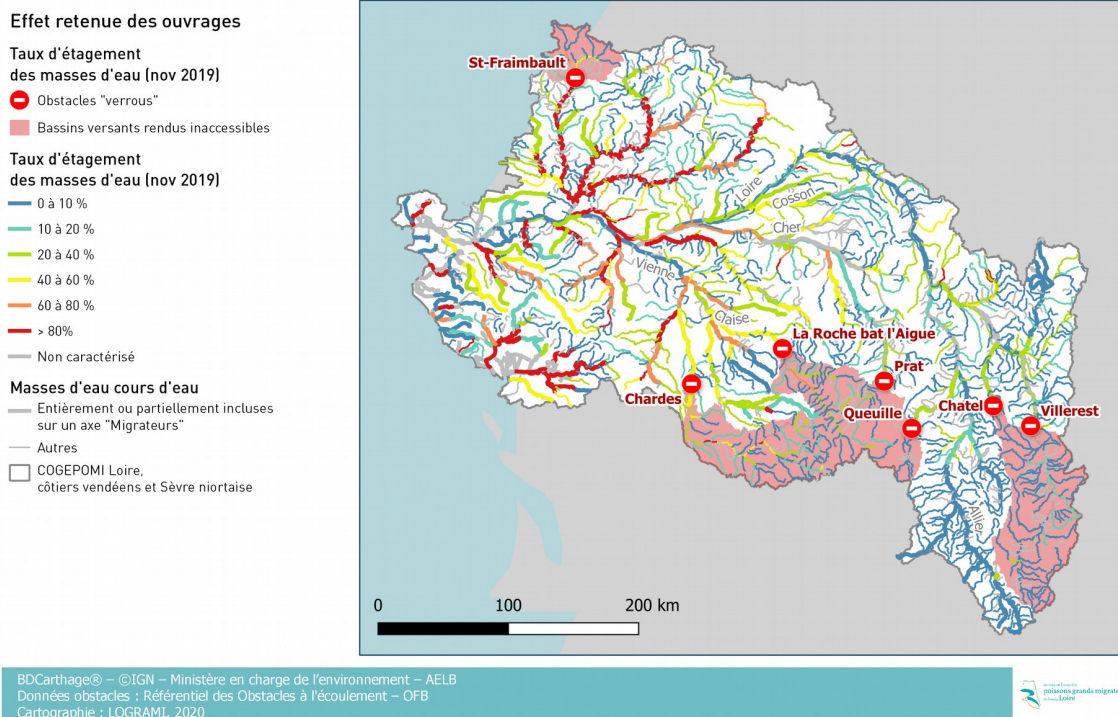 Effet retenue des ouvrages
Taux d'étagement
des masses d'eau (nov 2019)
Obstacles "verrous"
Bassins versants rendus inaccessibles
Taux d'étagement
des masses d'eau (nov 2019)
0 à 10 %
10 à 20 %
20 à 40 %
40 à 60 %
60 à 80 %
> 80%
Non caractérisé
Masses d'eau cours d'eau
Entièrement ou partiellement incluses
sur un axe "Migrateurs"
Autres
COGEPOMI Loire,
côtiers vendéens et Sèvre niortaise
St-Fraimbault
Loire
Cosson
Cher
Vienne
Claise
La Roche bat l'Aigue
Prat
Chardes
Queuille
Chatel
Villerest
Allier
0 100 200 km
BDCarthage® – ©IGN – Ministère en charge de l'environnement – AELB
Données obstacles : Référentiel des Obstacles à l'écoulement – OFB
Cartographie : LOGRAMI, 2020
poissons grands migrate
Loire